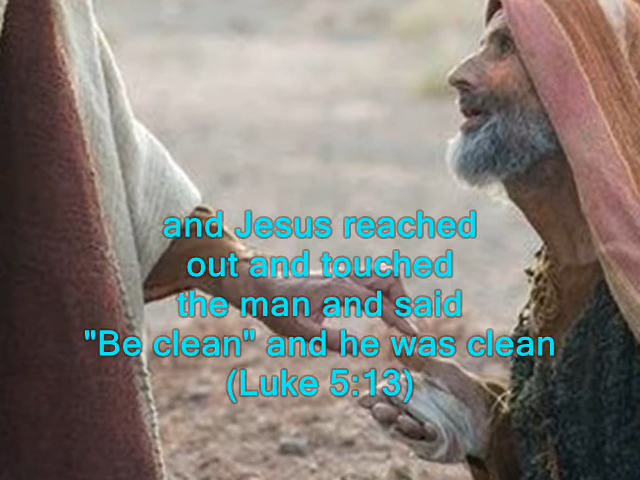 and Jesus reached
out and touched
the man and said
"Be clean" and he was clean
(Luke 5:13)